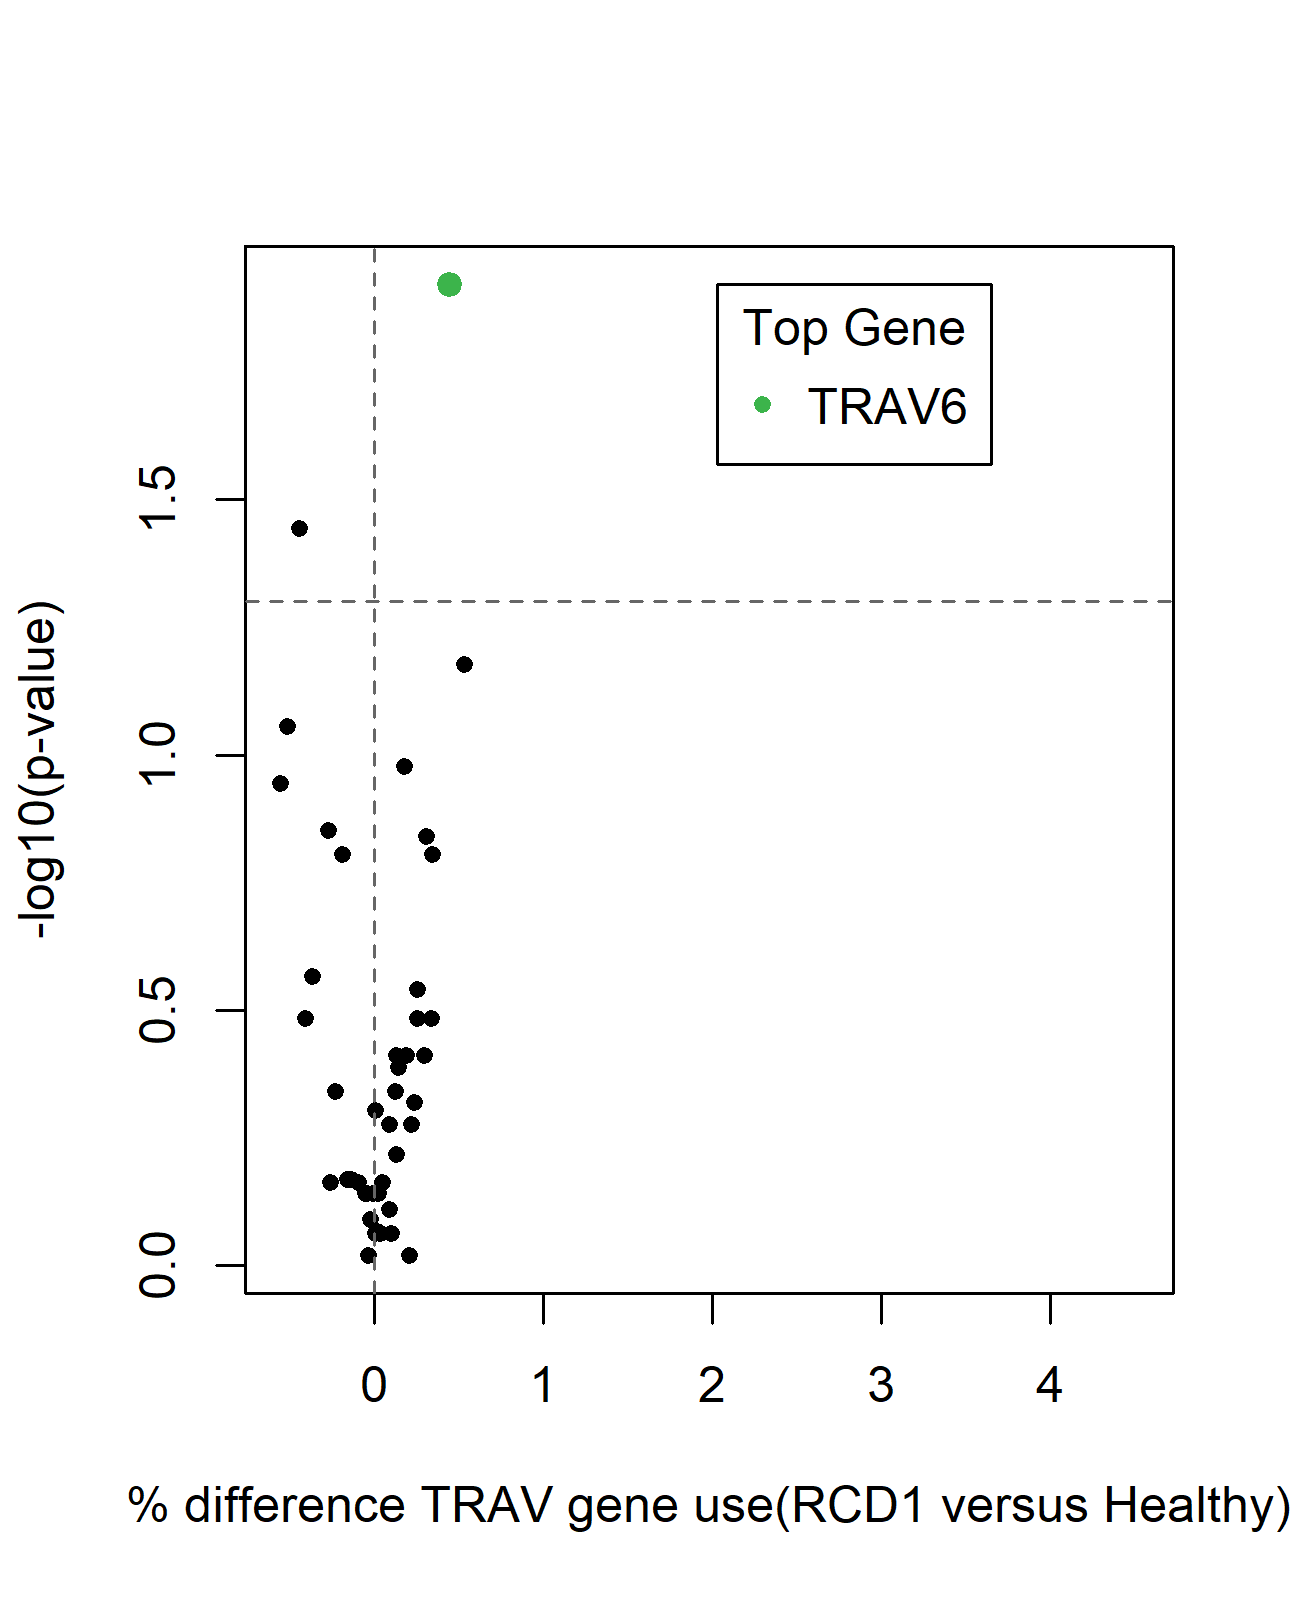 Top Gene
TRAV6
-log10(p-value)
1.5
1.0
0.5
0.0
0 1 2 3 4
% difference TRAV gene use(RCD1 versus Healthy)